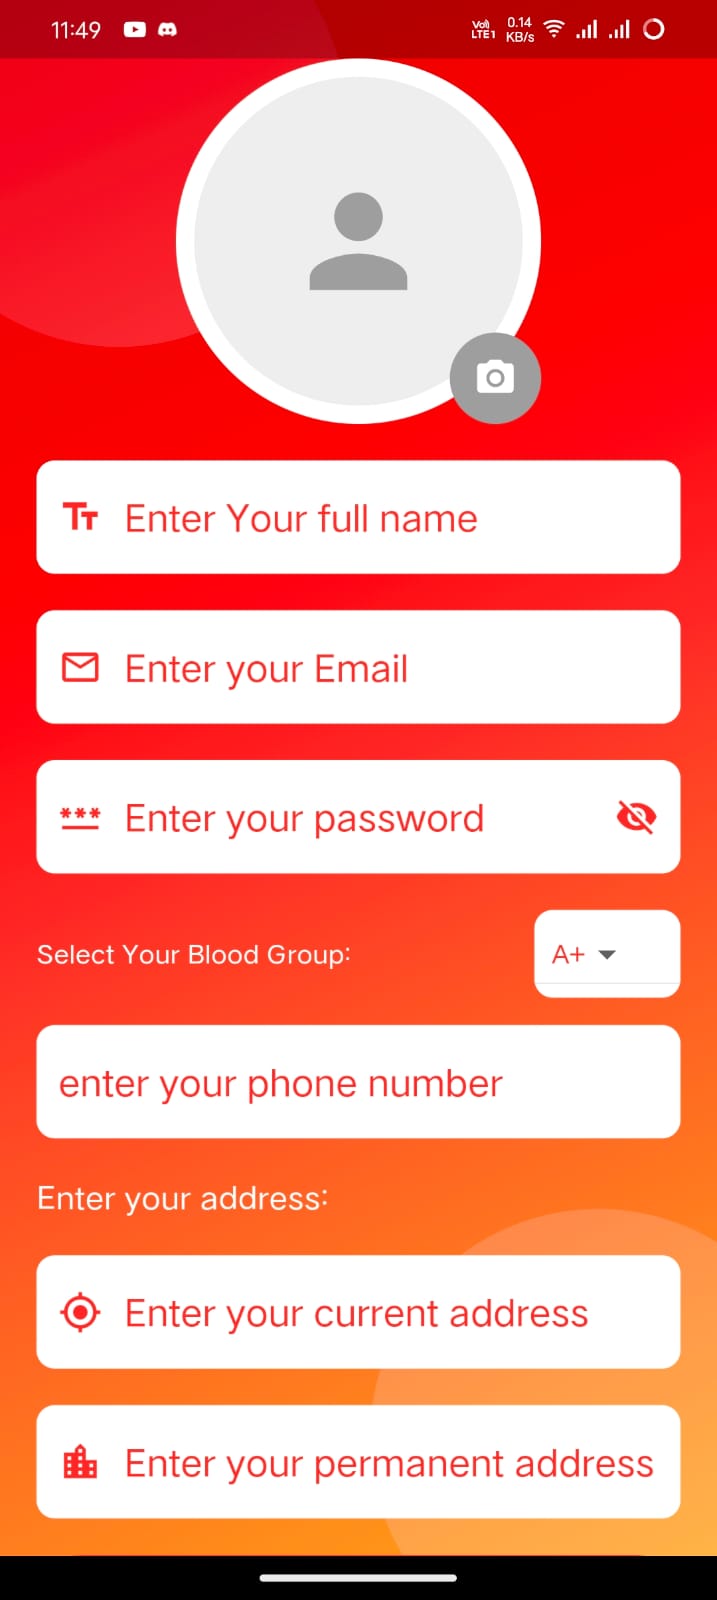 11:49
Vo)) LTE1 0.14 KB/s
Enter Your full name
Enter your Email
*** Enter your password
Select Your Blood Group:
A+
enter your phone number
Enter your address:
Enter your current address
Enter your permanent address